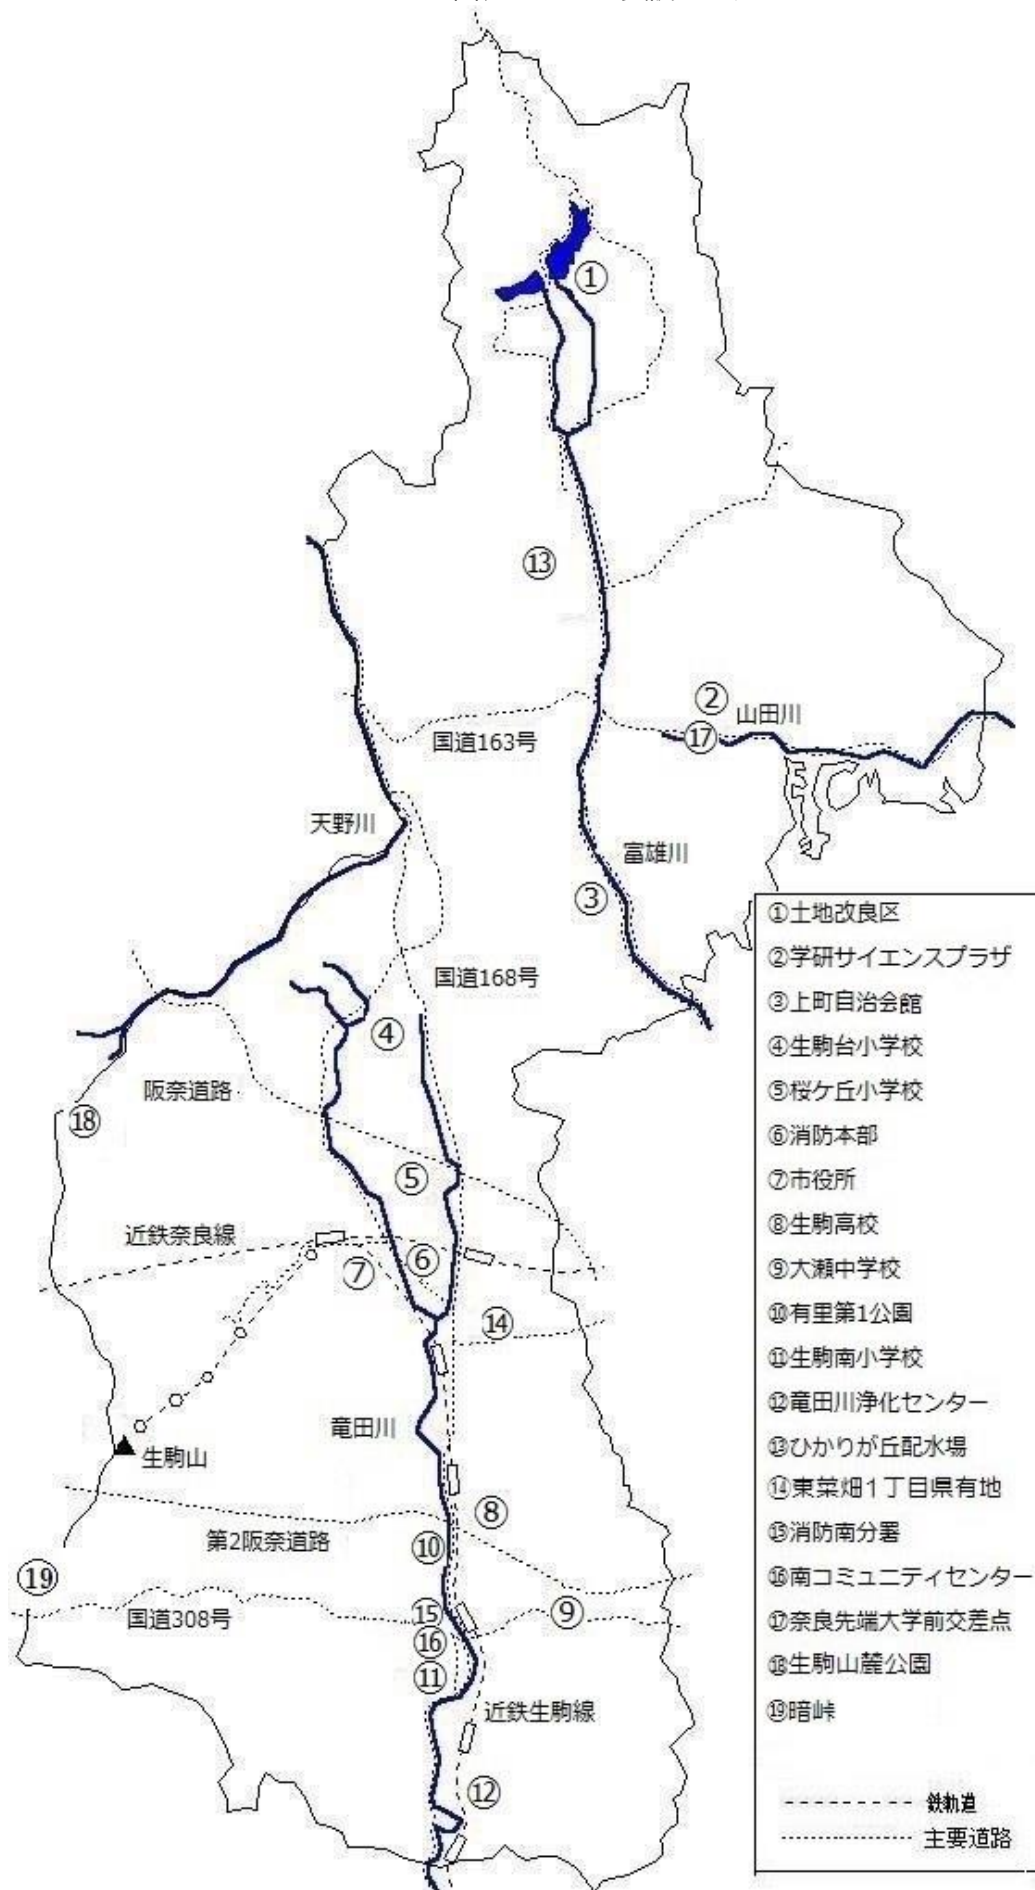 ①
⑬
②
山田川
⑰
国道163号
天野川
富雄川
③
国道168号
④
阪奈道路
⑱
⑤
近鉄奈良線
⑥
⑦
⑭
竜田川
生駒山
⑧
第2阪奈道路
⑩
⑲
⑨
国道308号
⑮
⑯
⑪
近鉄生駒線
⑫
①土地改良区
②学研サイエンスプラザ
③上町自治会館
④生駒台小学校
⑤桜ケ丘小学校
⑥消防本部
⑦市役所
⑧生駒高校
⑨大瀬中学校
⑩有里第1公園
⑪生駒南小学校
⑫竜田川浄化センター
⑬ひかりが丘配水場
⑭東菜畑1丁目県有地
⑮消防南分署
⑯南コミュニティセンター
⑰奈良先端大学前交差点
⑱生駒山麓公園
⑲暗峠
鉄軌道
主要道路